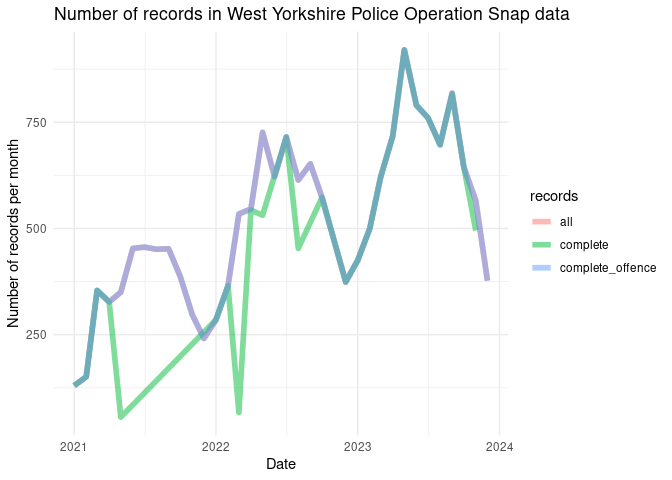 Number of records in West Yorkshire Police Operation Snap data
Number of records per month
750
500
250
2021
2022
2023
2024
Date
records
all
complete
complete_offence